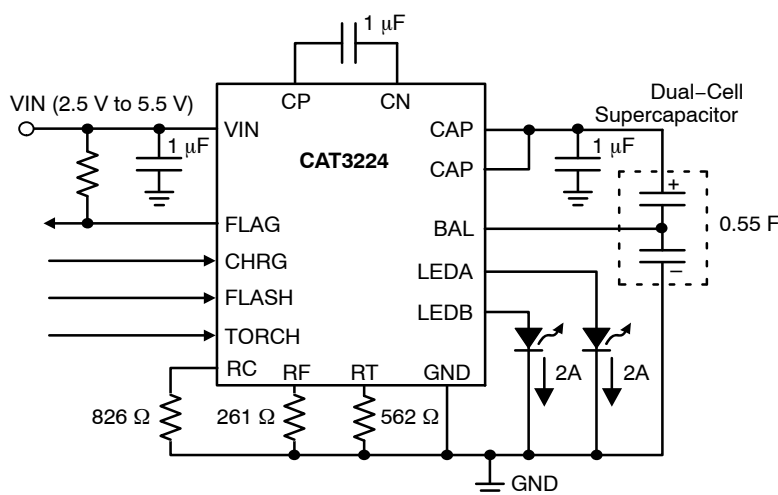 1 μF
CP
CN
VIN (2.5 V to 5.5 V)
Dual−Cell
Supercapacitor
VIN
1
μF
CAT3224
CAP
CAP
1 μF
+
FLAG
BAL
0.55 F
CHRG
LEDA
−
FLASH
LEDB
TORCH
2A
2A
RC
RF
RT
GND
826 Ω
261 Ω
562 Ω
GND